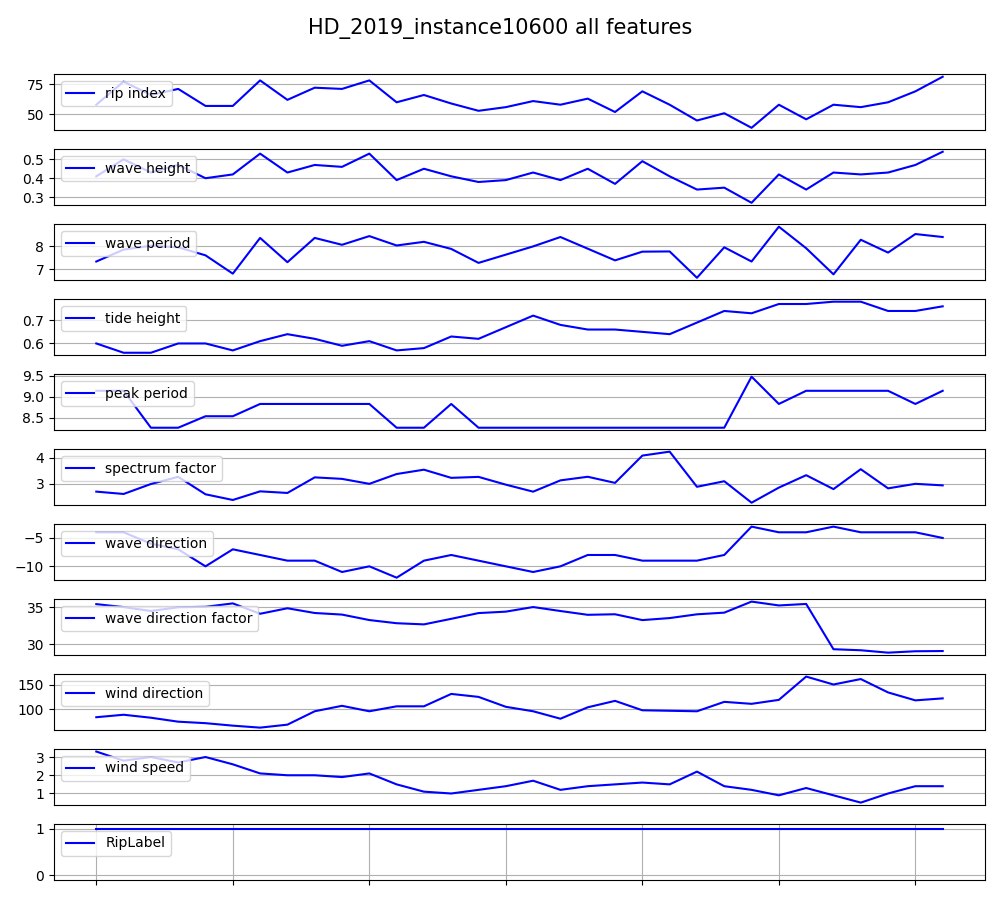 HD_2019_instance10600 all features
75
50
rip index
0.5
0.4
0.3
wave height
8
7
wave period
0.7
0.6
tide height
9.5
9.0
8.5
peak period
4
3
spectrum factor
−5
−10
wave direction
35
30
wave direction factor
150
100
wind direction
3
2
1
wind speed
1
0
RipLabel